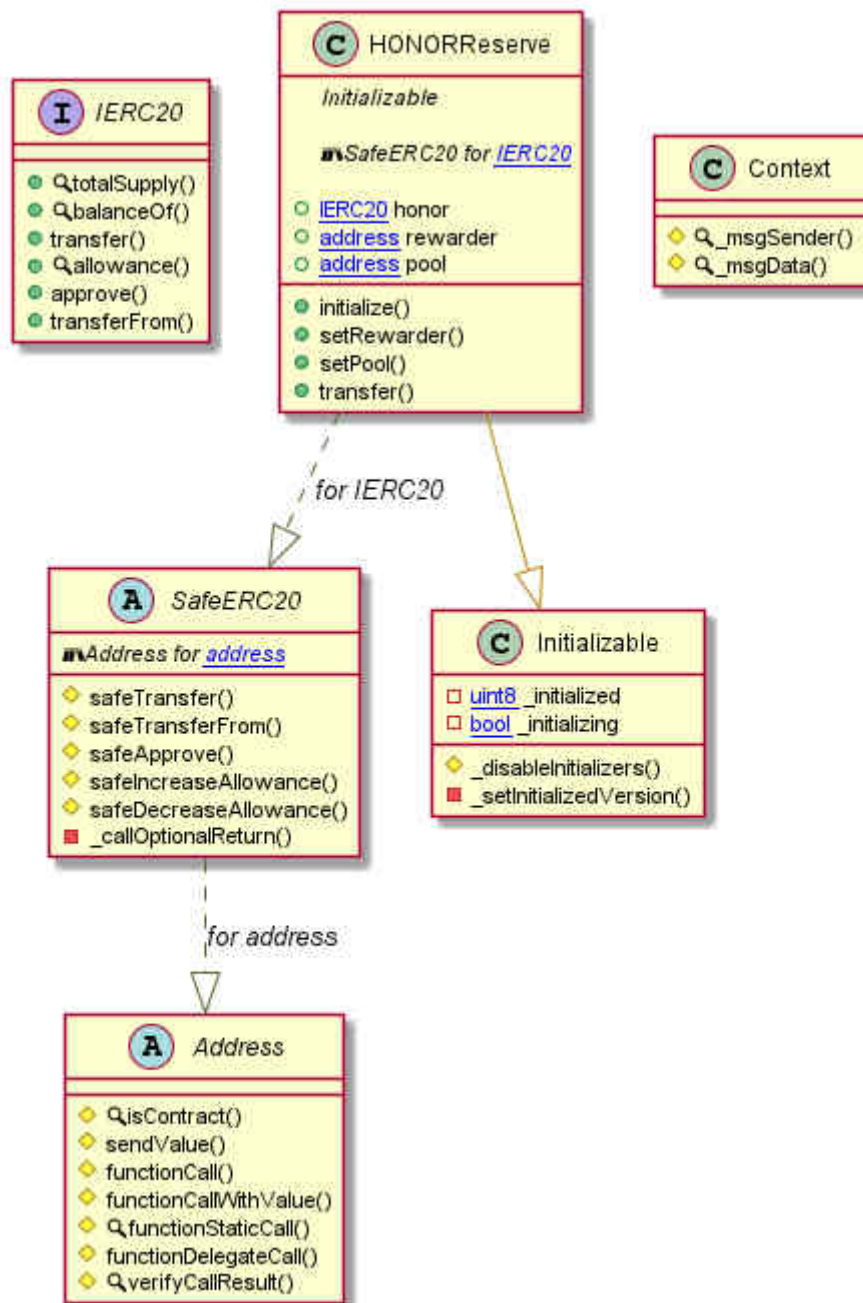 I IERC20
totalSupply()
balanceOf()
transfer()
allowance()
approve()
transferFrom()
C HONORReserve
Initializable
SafeERC20 for IERC20
IERC20 honor
address rewarder
address pool
initialize()
setRewarder()
setPool()
transfer()
C Context
_msgSender()
_msgData()
for IERC20
A SafeERC20
Address for address
safeTransfer()
safeTransferFrom()
safeApprove()
safeIncreaseAllowance()
safeDecreaseAllowance()
_callOptionalReturn()
C Initializable
uint8 _initialized
bool _initializing
_disableInitializers()
_setInitializedVersion()
for address
A Address
isContract()
sendValue()
functionCall()
functionCallWithValue()
functionStaticCall()
functionDelegateCall()
verifyCallResult()